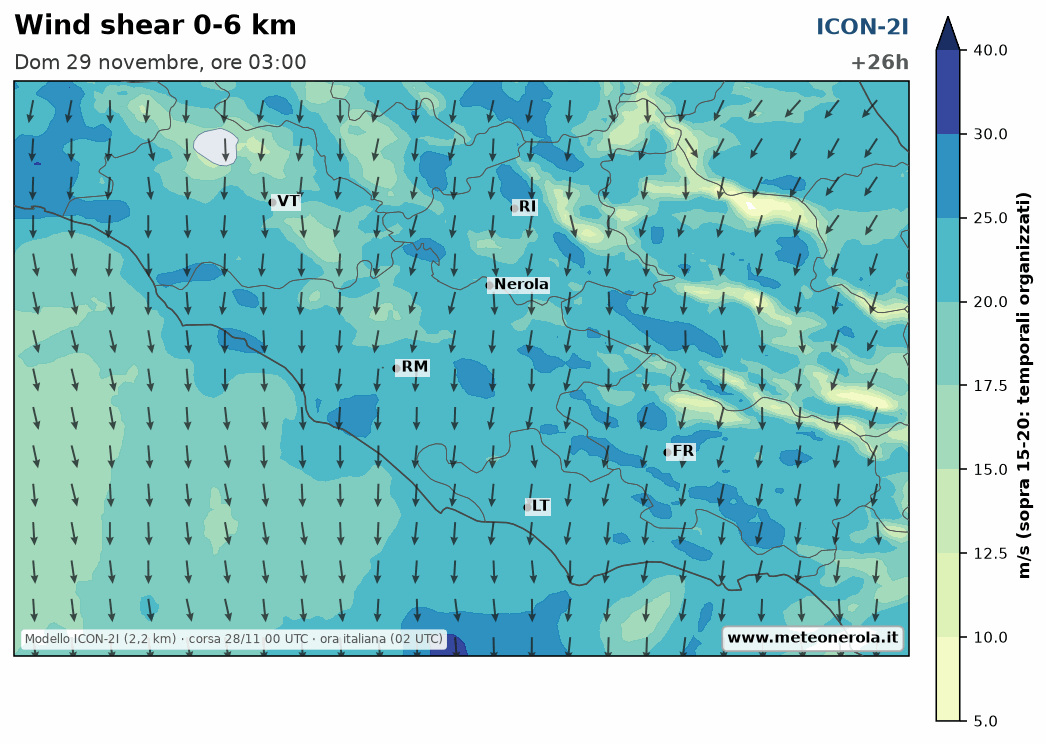 Wind shear 0-6 km
ICON-2I
Dom 29 novembre, ore 03:00
+26h
40.0
30.0
25.0
20.0
17.5
15.0
12.5
10.0
5.0
m/s (sopra 15-20: temporali organizzati)
VT
RI
Nerola
RM
FR
LT
Modello ICON-2I (2,2 km) · corsa 28/11 00 UTC · ora italiana (02 UTC)
www.meteonerola.it